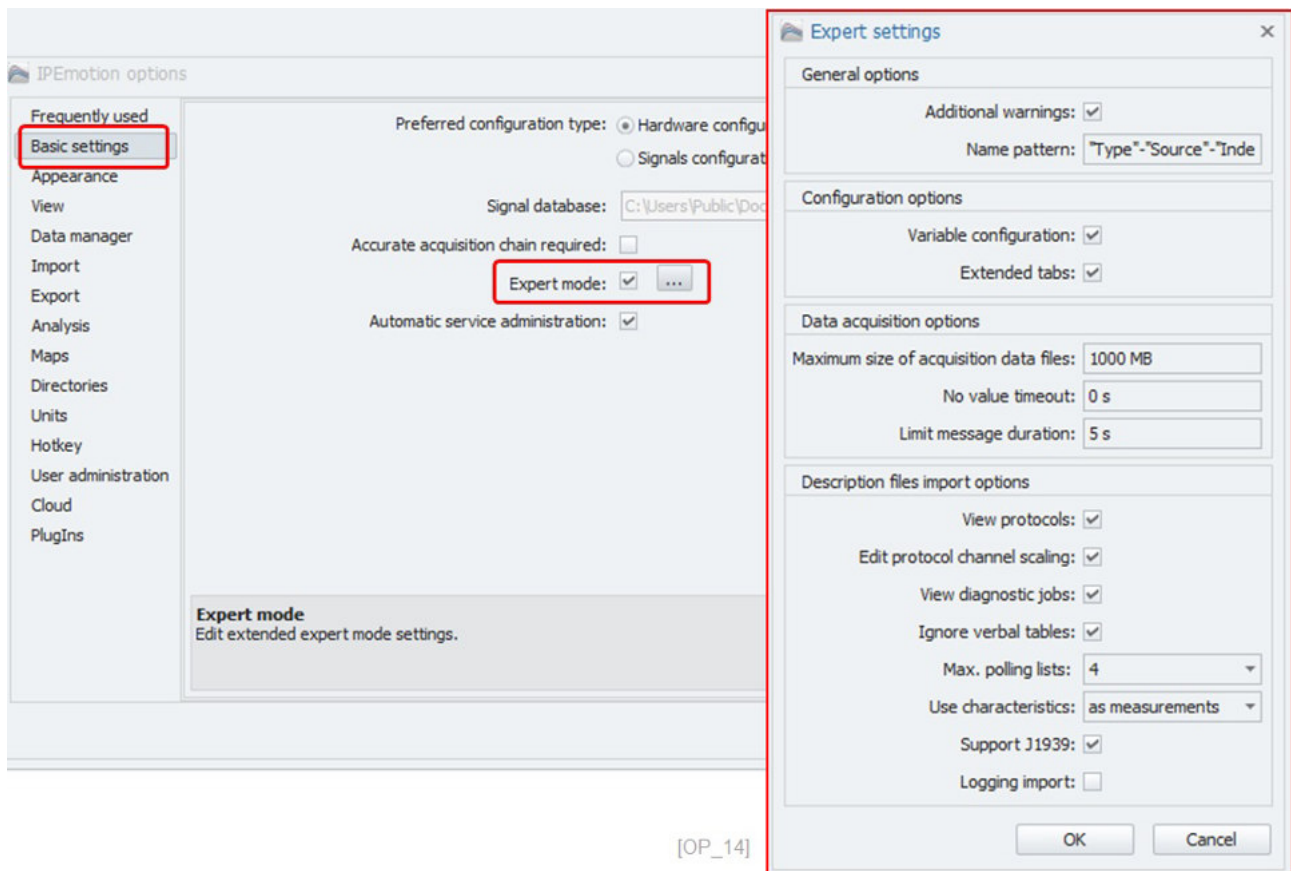 IPEmotion options
Frequently used
Basic settings
Appearance
View
Data manager
Import
Export
Analysis
Maps
Directories
Units
Hotkey
User administration
Cloud
PlugIns
Preferred configuration type: Hardware configu
Signals configurat
Signal database: C:\Users\Public\Doc
Accurate acquisition chain required:
Expert mode: ...
Automatic service administration:
Expert mode
Edit extended expert mode settings.
Expert settings
General options
Additional warnings:
Name pattern: "Type"-"Source"-"Inde
Configuration options
Variable configuration:
Extended tabs:
Data acquisition options
Maximum size of acquisition data files: 1000 MB
No value timeout: 0 s
Limit message duration: 5 s
Description files import options
View protocols:
Edit protocol channel scaling:
View diagnostic jobs:
Ignore verbal tables:
Max. polling lists: 4
Use characteristics: as measurements
Support J1939:
Logging import:
OK Cancel
[OP_14]